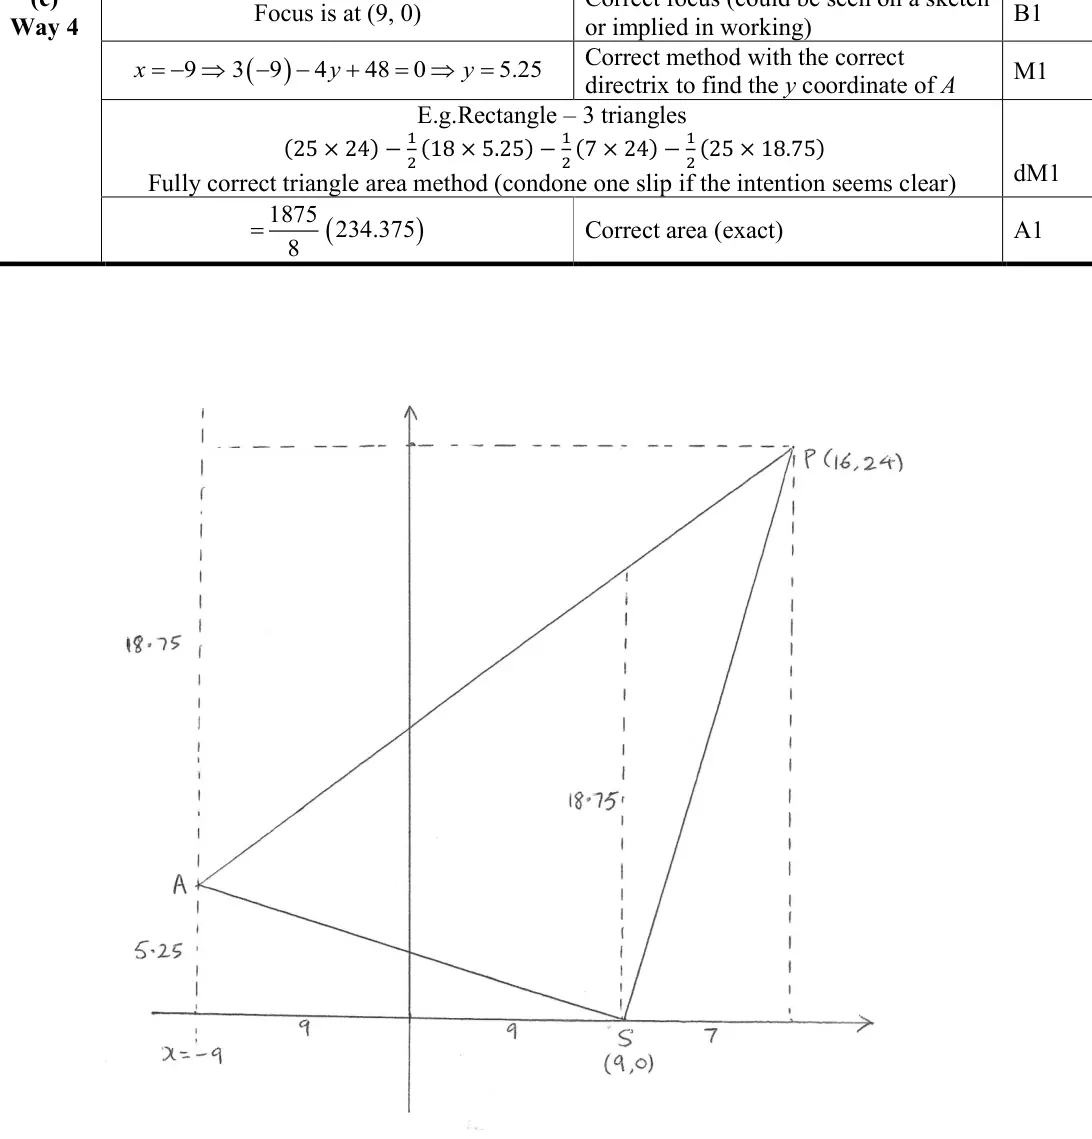 (c)
Way 4
Focus is at (9, 0)
Correct focus (could be seen on a sketch
or implied in working)
B1
x = −9 ⇒ 3(−9) − 4y + 48 = 0 ⇒ y = 5.25
Correct method with the correct
directrix to find the y coordinate of A
M1
E.g.Rectangle – 3 triangles
(25 × 24) − 1/2 (18 × 5.25) − 1/2 (7 × 24) − 1/2 (25 × 18.75)
Fully correct triangle area method (condone one slip if the intention seems clear)
dM1
= 1875/8 (234.375)
Correct area (exact)
A1
P (16,24)
18.75
18.75
A
5.25
9
9
S
7
x = -9
(9,0)